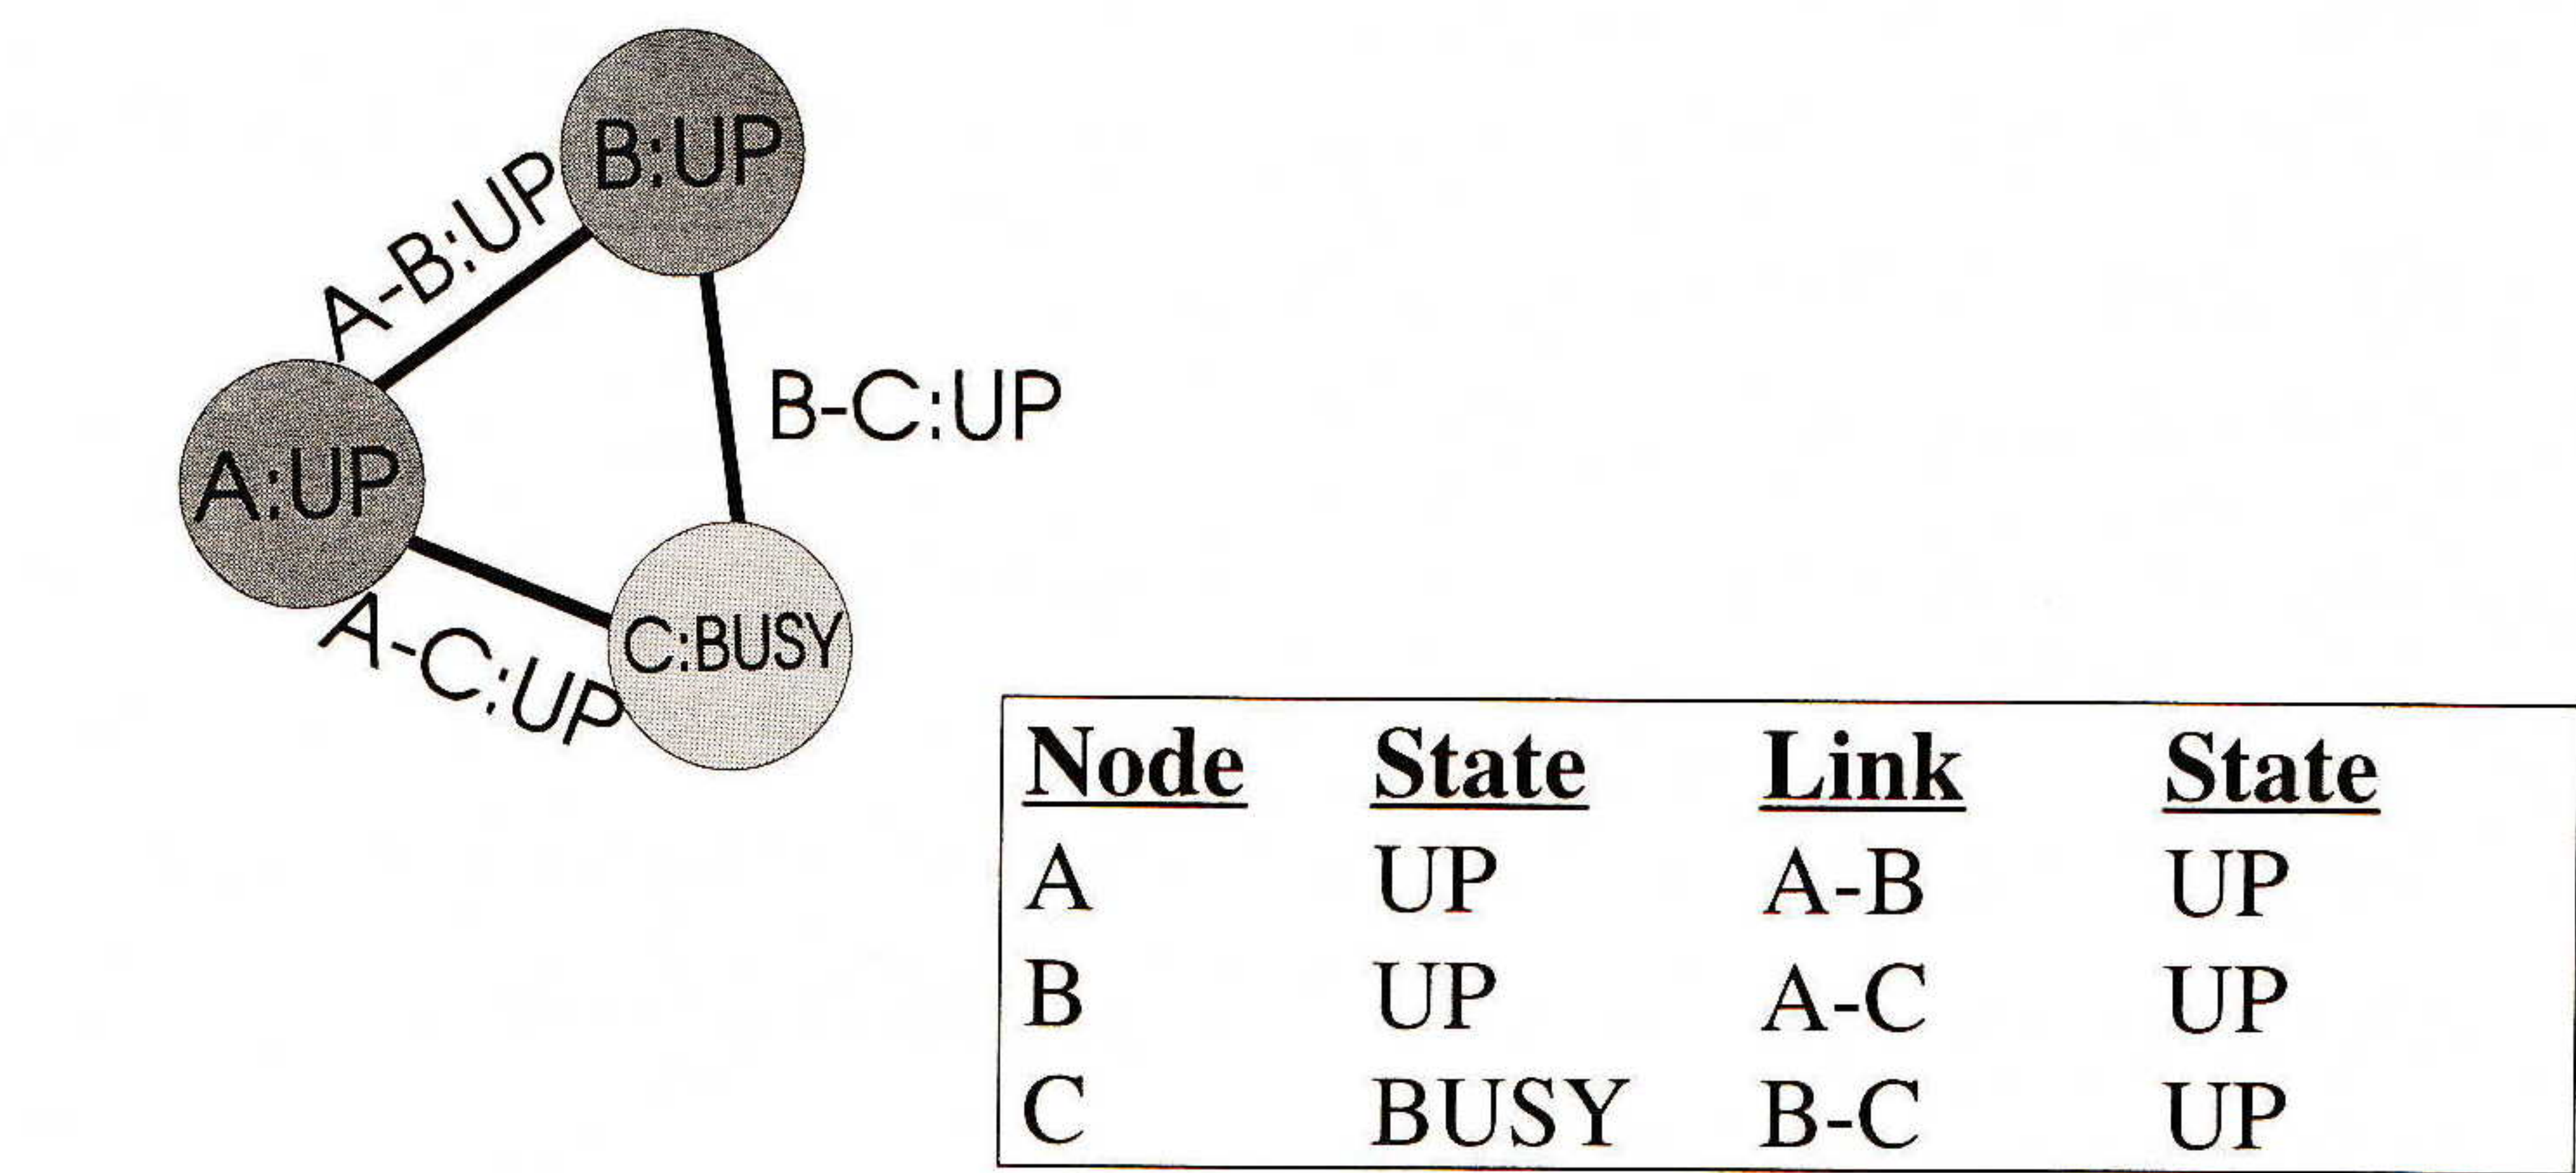 B:UP
A-B:UP
B-C:UP
A:UP
C:BUSY
A-C:UP
Node State Link State
A UP A-B UP
B UP A-C UP
C BUSY B-C UP